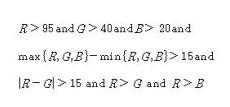 R > 95 and G > 40 and B > 20 and
max{R,G,B} − min{R,G,B} > 15 and
|R − G| > 15 and R > G and R > B